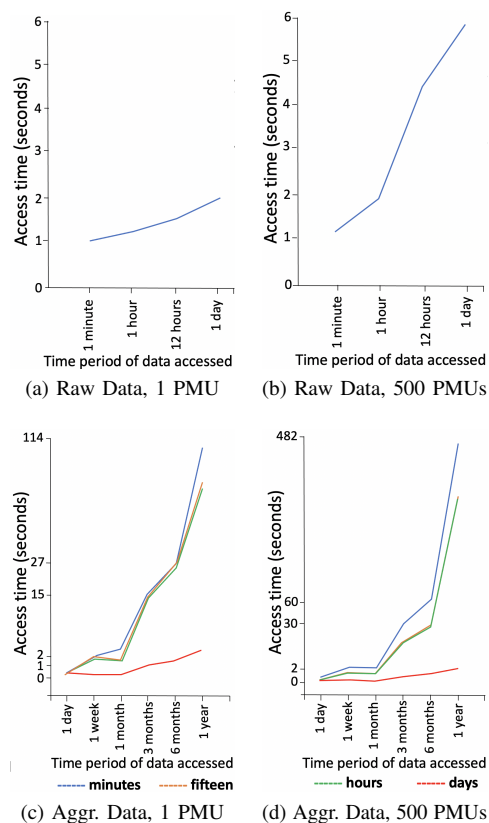 6
5
4
3
2
1
0
Access time (seconds)
1 minute
1 hour
12 hours
1 day
Time period of data accessed
(a) Raw Data, 1 PMU
6
5
4
3
2
1
0
Access time (seconds)
1 minute
1 hour
12 hours
1 day
Time period of data accessed
(b) Raw Data, 500 PMUs
114
27
15
2
1
0
Access time (seconds)
1 day
1 week
1 month
3 months
6 months
1 year
Time period of data accessed
minutes fifteen
(c) Aggr. Data, 1 PMU
482
60
30
2
0
Access time (seconds)
1 day
1 week
1 month
3 months
6 months
1 year
Time period of data accessed
hours days
(d) Aggr. Data, 500 PMUs